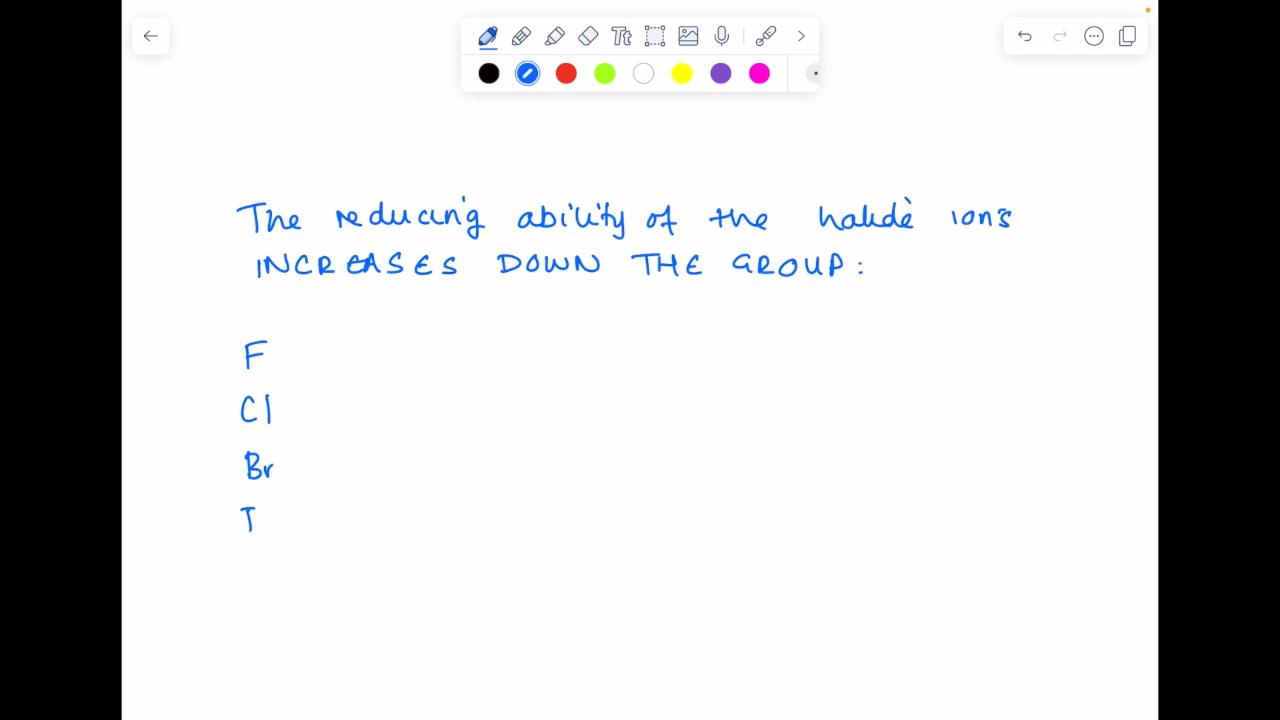 The reducing ability of the halide ions
INCREASES DOWN THE GROUP:
F
Cl
Br
I